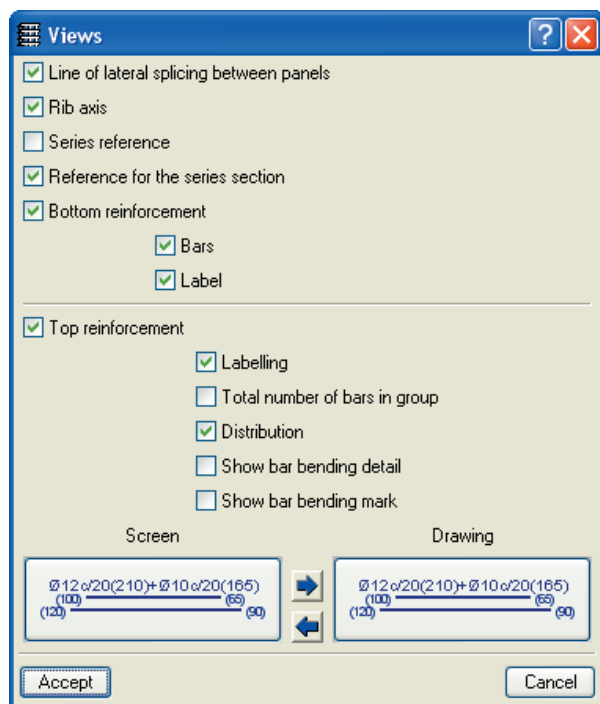 Views
Line of lateral splicing between panels
Rib axis
Series reference
Reference for the series section
Bottom reinforcement
Bars
Label
Top reinforcement
Labelling
Total number of bars in group
Distribution
Show bar bending detail
Show bar bending mark
Screen Drawing
Ø12c/20(210)+Ø10c/20(165) Ø12c/20(210)+Ø10c/20(165)
(100) (65) (100) (65)
(120) (90) (120) (90)
Accept Cancel